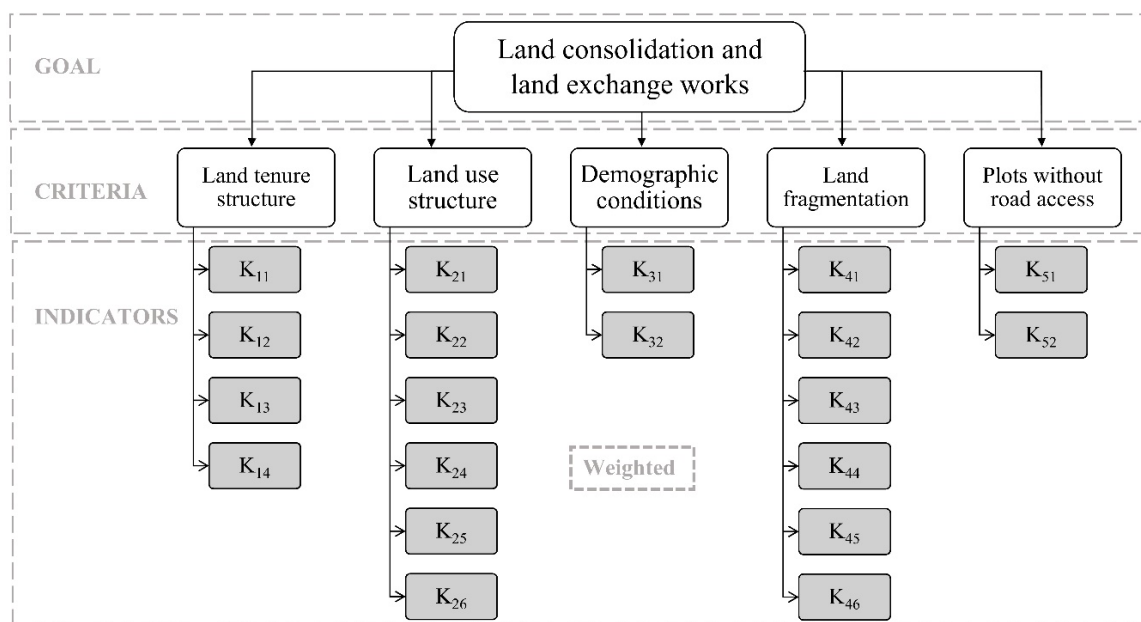 GOAL
Land consolidation and
land exchange works
CRITERIA
Land tenure
structure
Land use
structure
Demographic
conditions
Land
fragmentation
Plots without
road access
INDICATORS
K₁₁
K₁₂
K₁₃
K₁₄
K₂₁
K₂₂
K₂₃
K₂₄
K₂₅
K₂₆
K₃₁
K₃₂
Weighted
K₄₁
K₄₂
K₄₃
K₄₄
K₄₅
K₄₆
K₅₁
K₅₂